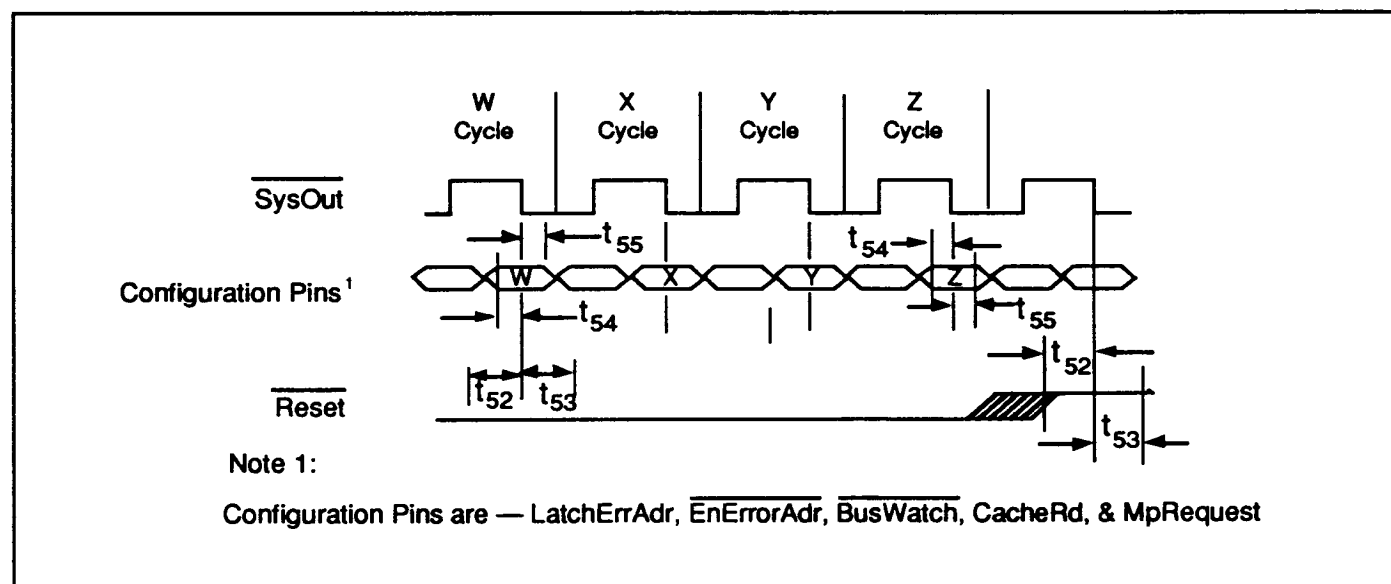 W X Y Z
Cycle Cycle Cycle Cycle
SysOut
t55 t54
Configuration Pins1 W X Y Z
t54 t55
t52
t52 t53
Reset
t53
Note 1:
Configuration Pins are — LatchErrAdr, EnErrorAdr, BusWatch, CacheRd, & MpRequest